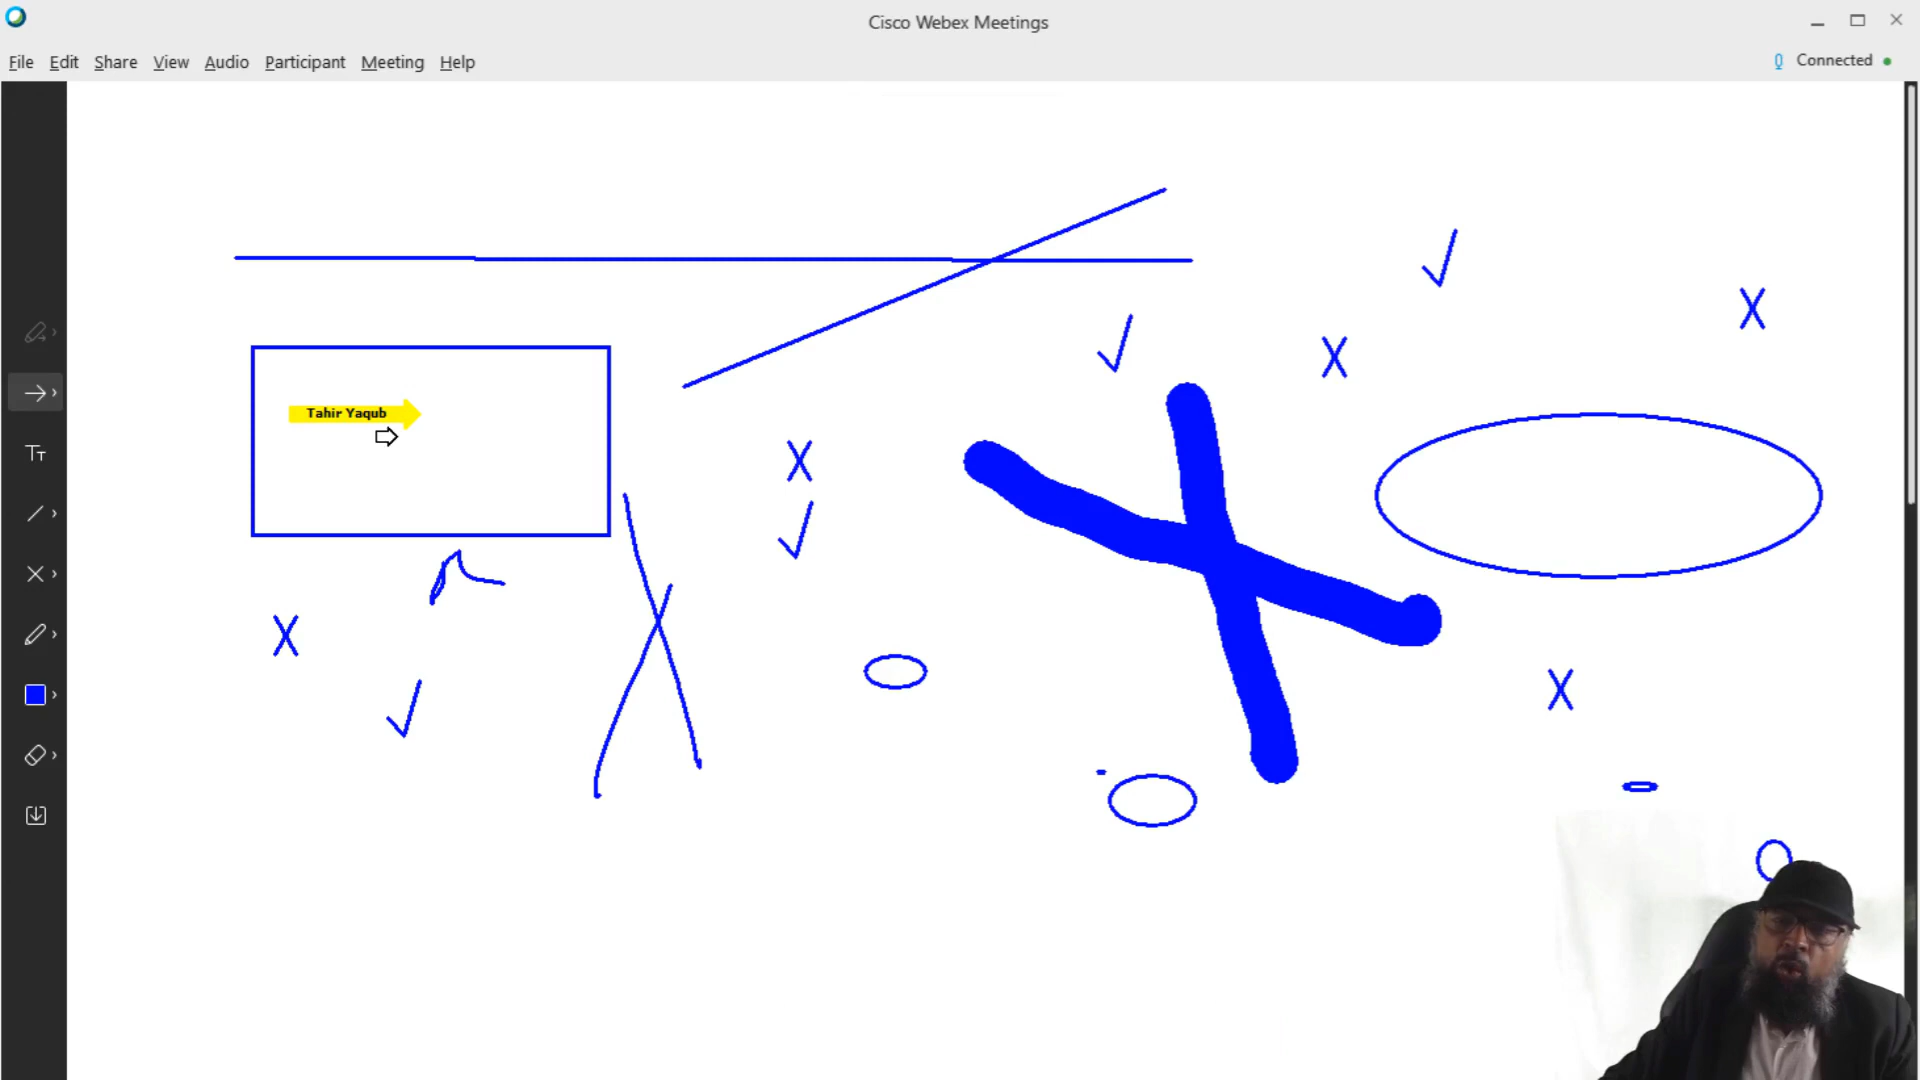 Cisco Webex Meetings
File Edit Share View Audio Participant Meeting Help
Connected
Tahir Yaqub